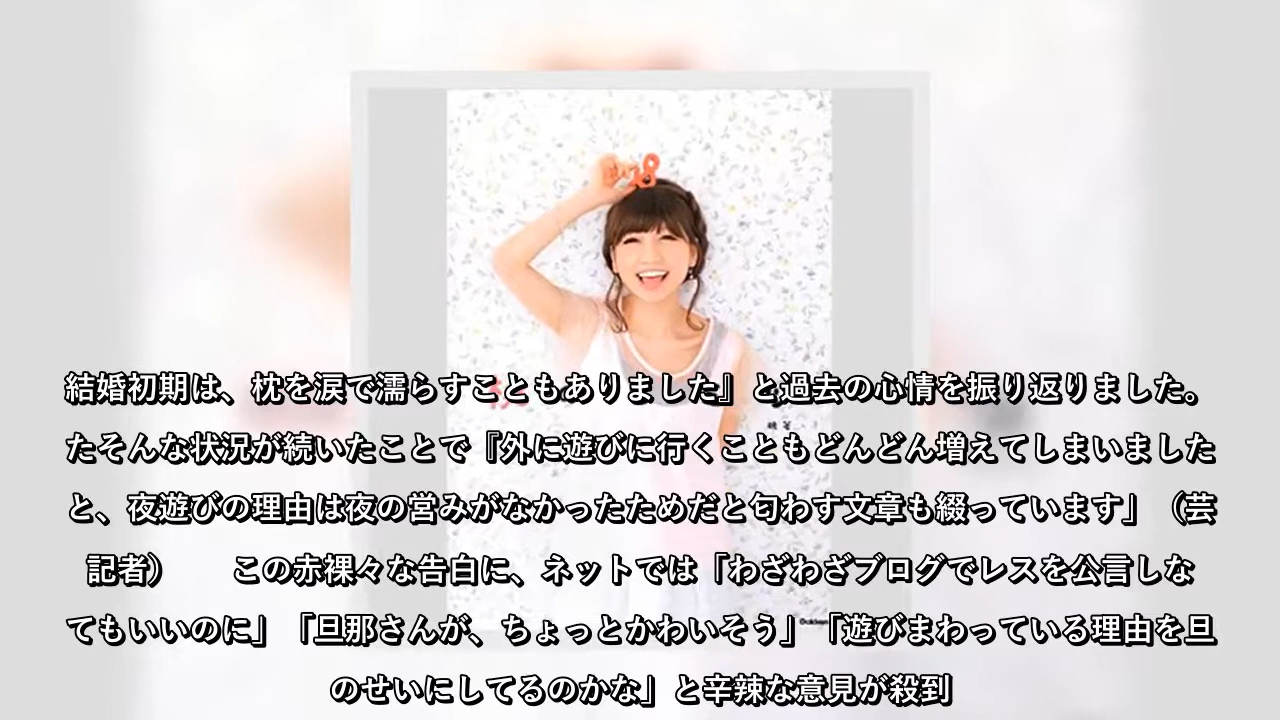 結婚初期は、枕を涙で濡らすこともありました』と過去の心情を振り返りました。
たそんな状況が続いたことで『外に遊びに行くこともどんどん増えてしまいました
と、夜遊びの理由は夜の営みがなかったためだと匂わす文章も綴っています」（芸
記者）　　この赤裸々な告白に、ネットでは「わざわざブログでレスを公言しな
てもいいのに」「旦那さんが、ちょっとかわいそう」「遊びまわっている理由を旦
のせいにしてるのかな」と辛辣な意見が殺到